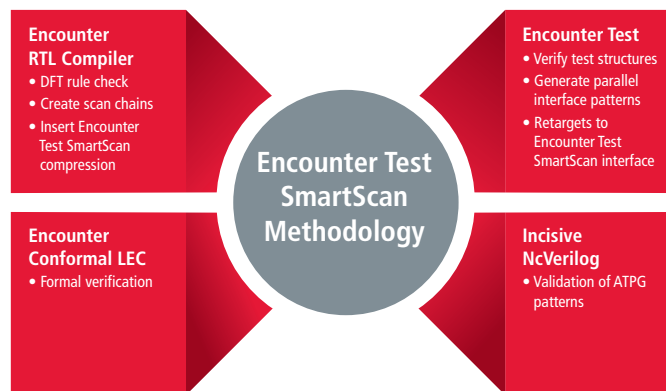 Encounter
RTL Compiler
• DFT rule check
• Create scan chains
• Insert Encounter
Test SmartScan
compression
Encounter Test
• Verify test structures
• Generate parallel
interface patterns
• Retargets to
Encounter Test
SmartScan interface
Encounter Test
SmartScan
Methodology
Encounter
Conformal LEC
• Formal verification
Incisive
NcVerilog
• Validation of ATPG
patterns